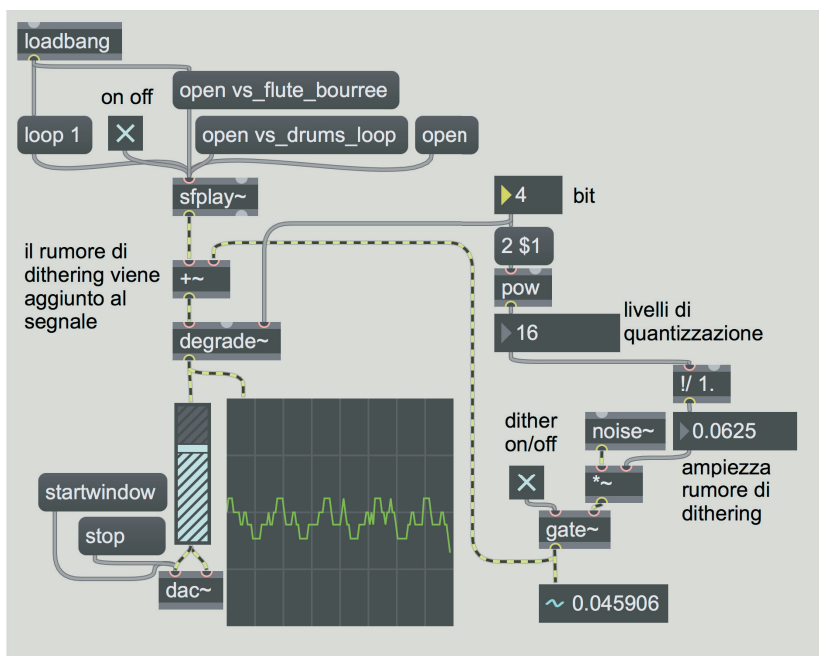 loadbang
on off
open vs_flute_bourree
loop 1
open vs_drums_loop
open
sfplay~
4
bit
2 $1
il rumore di
dithering viene
aggiunto al
segnale
+~
pow
livelli di
quantizzazione
16
degrade~
!/ 1.
dither
on/off
noise~
0.0625
ampiezza
rumore di
dithering
*~
startwindow
stop
gate~
dac~
~ 0.045906